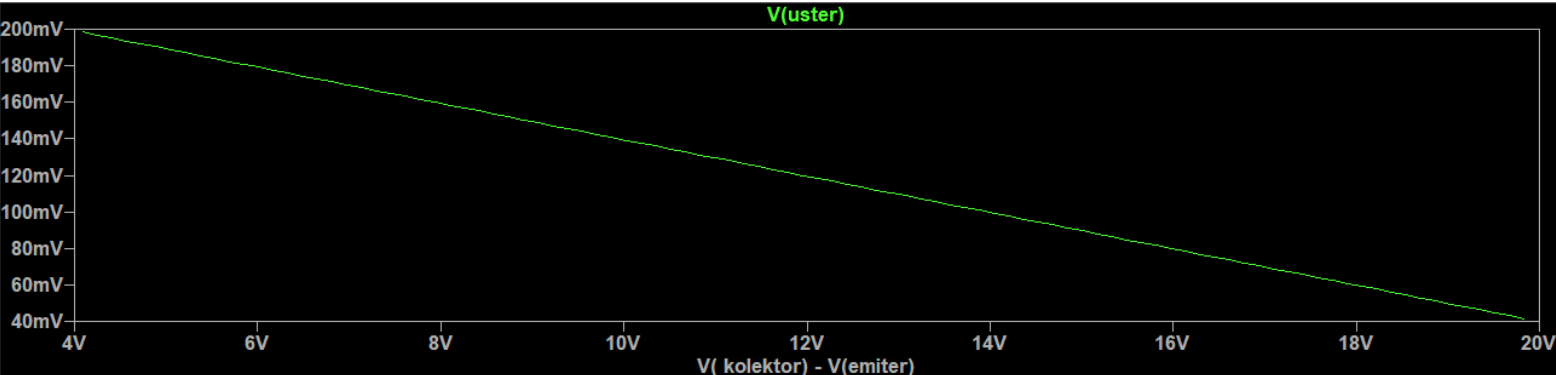 V(uster)
200mV
180mV
160mV
140mV
120mV
100mV
80mV
60mV
40mV
4V 6V 8V 10V 12V 14V 16V 18V 20V
V( kolektor) - V(emiter)